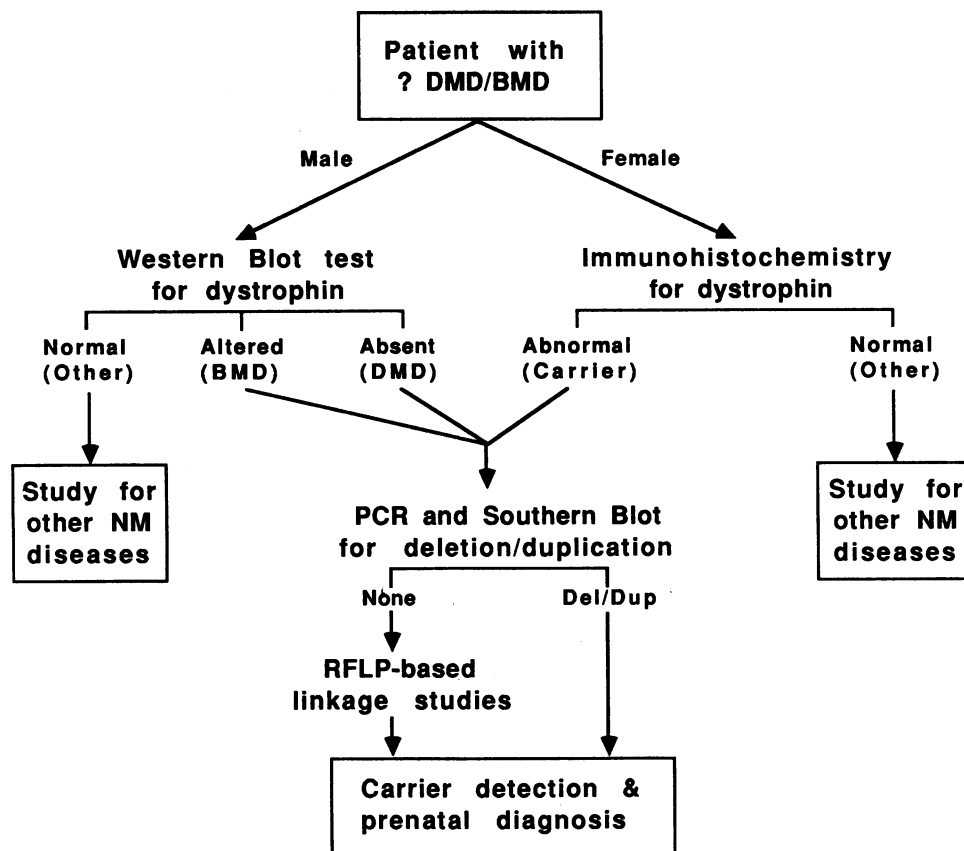 Patient with
? DMD/BMD
Male
Female
Western Blot test
for dystrophin
Immunohistochemistry
for dystrophin
Normal
(Other)
Altered
(BMD)
Absent
(DMD)
Abnormal
(Carrier)
Normal
(Other)
Study for
other NM
diseases
PCR and Southern Blot
for deletion/duplication
Study for
other NM
diseases
None
Del/Dup
RFLP-based
linkage studies
Carrier detection &
prenatal diagnosis